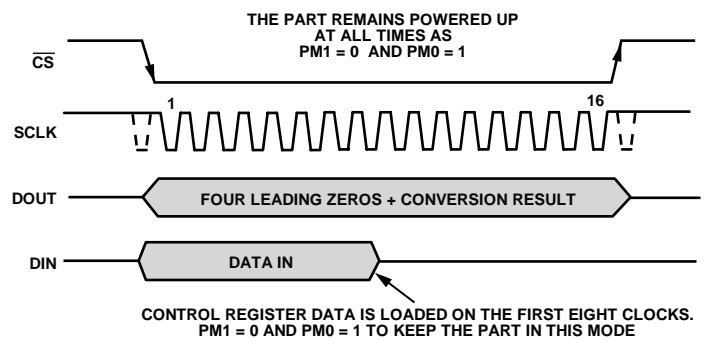 THE PART REMAINS POWERED UP
AT ALL TIMES AS
PM1 = 0 AND PM0 = 1
CS
1
16
SCLK
DOUT
FOUR LEADING ZEROS + CONVERSION RESULT
DIN
DATA IN
CONTROL REGISTER DATA IS LOADED ON THE FIRST EIGHT CLOCKS.
PM1 = 0 AND PM0 = 1 TO KEEP THE PART IN THIS MODE